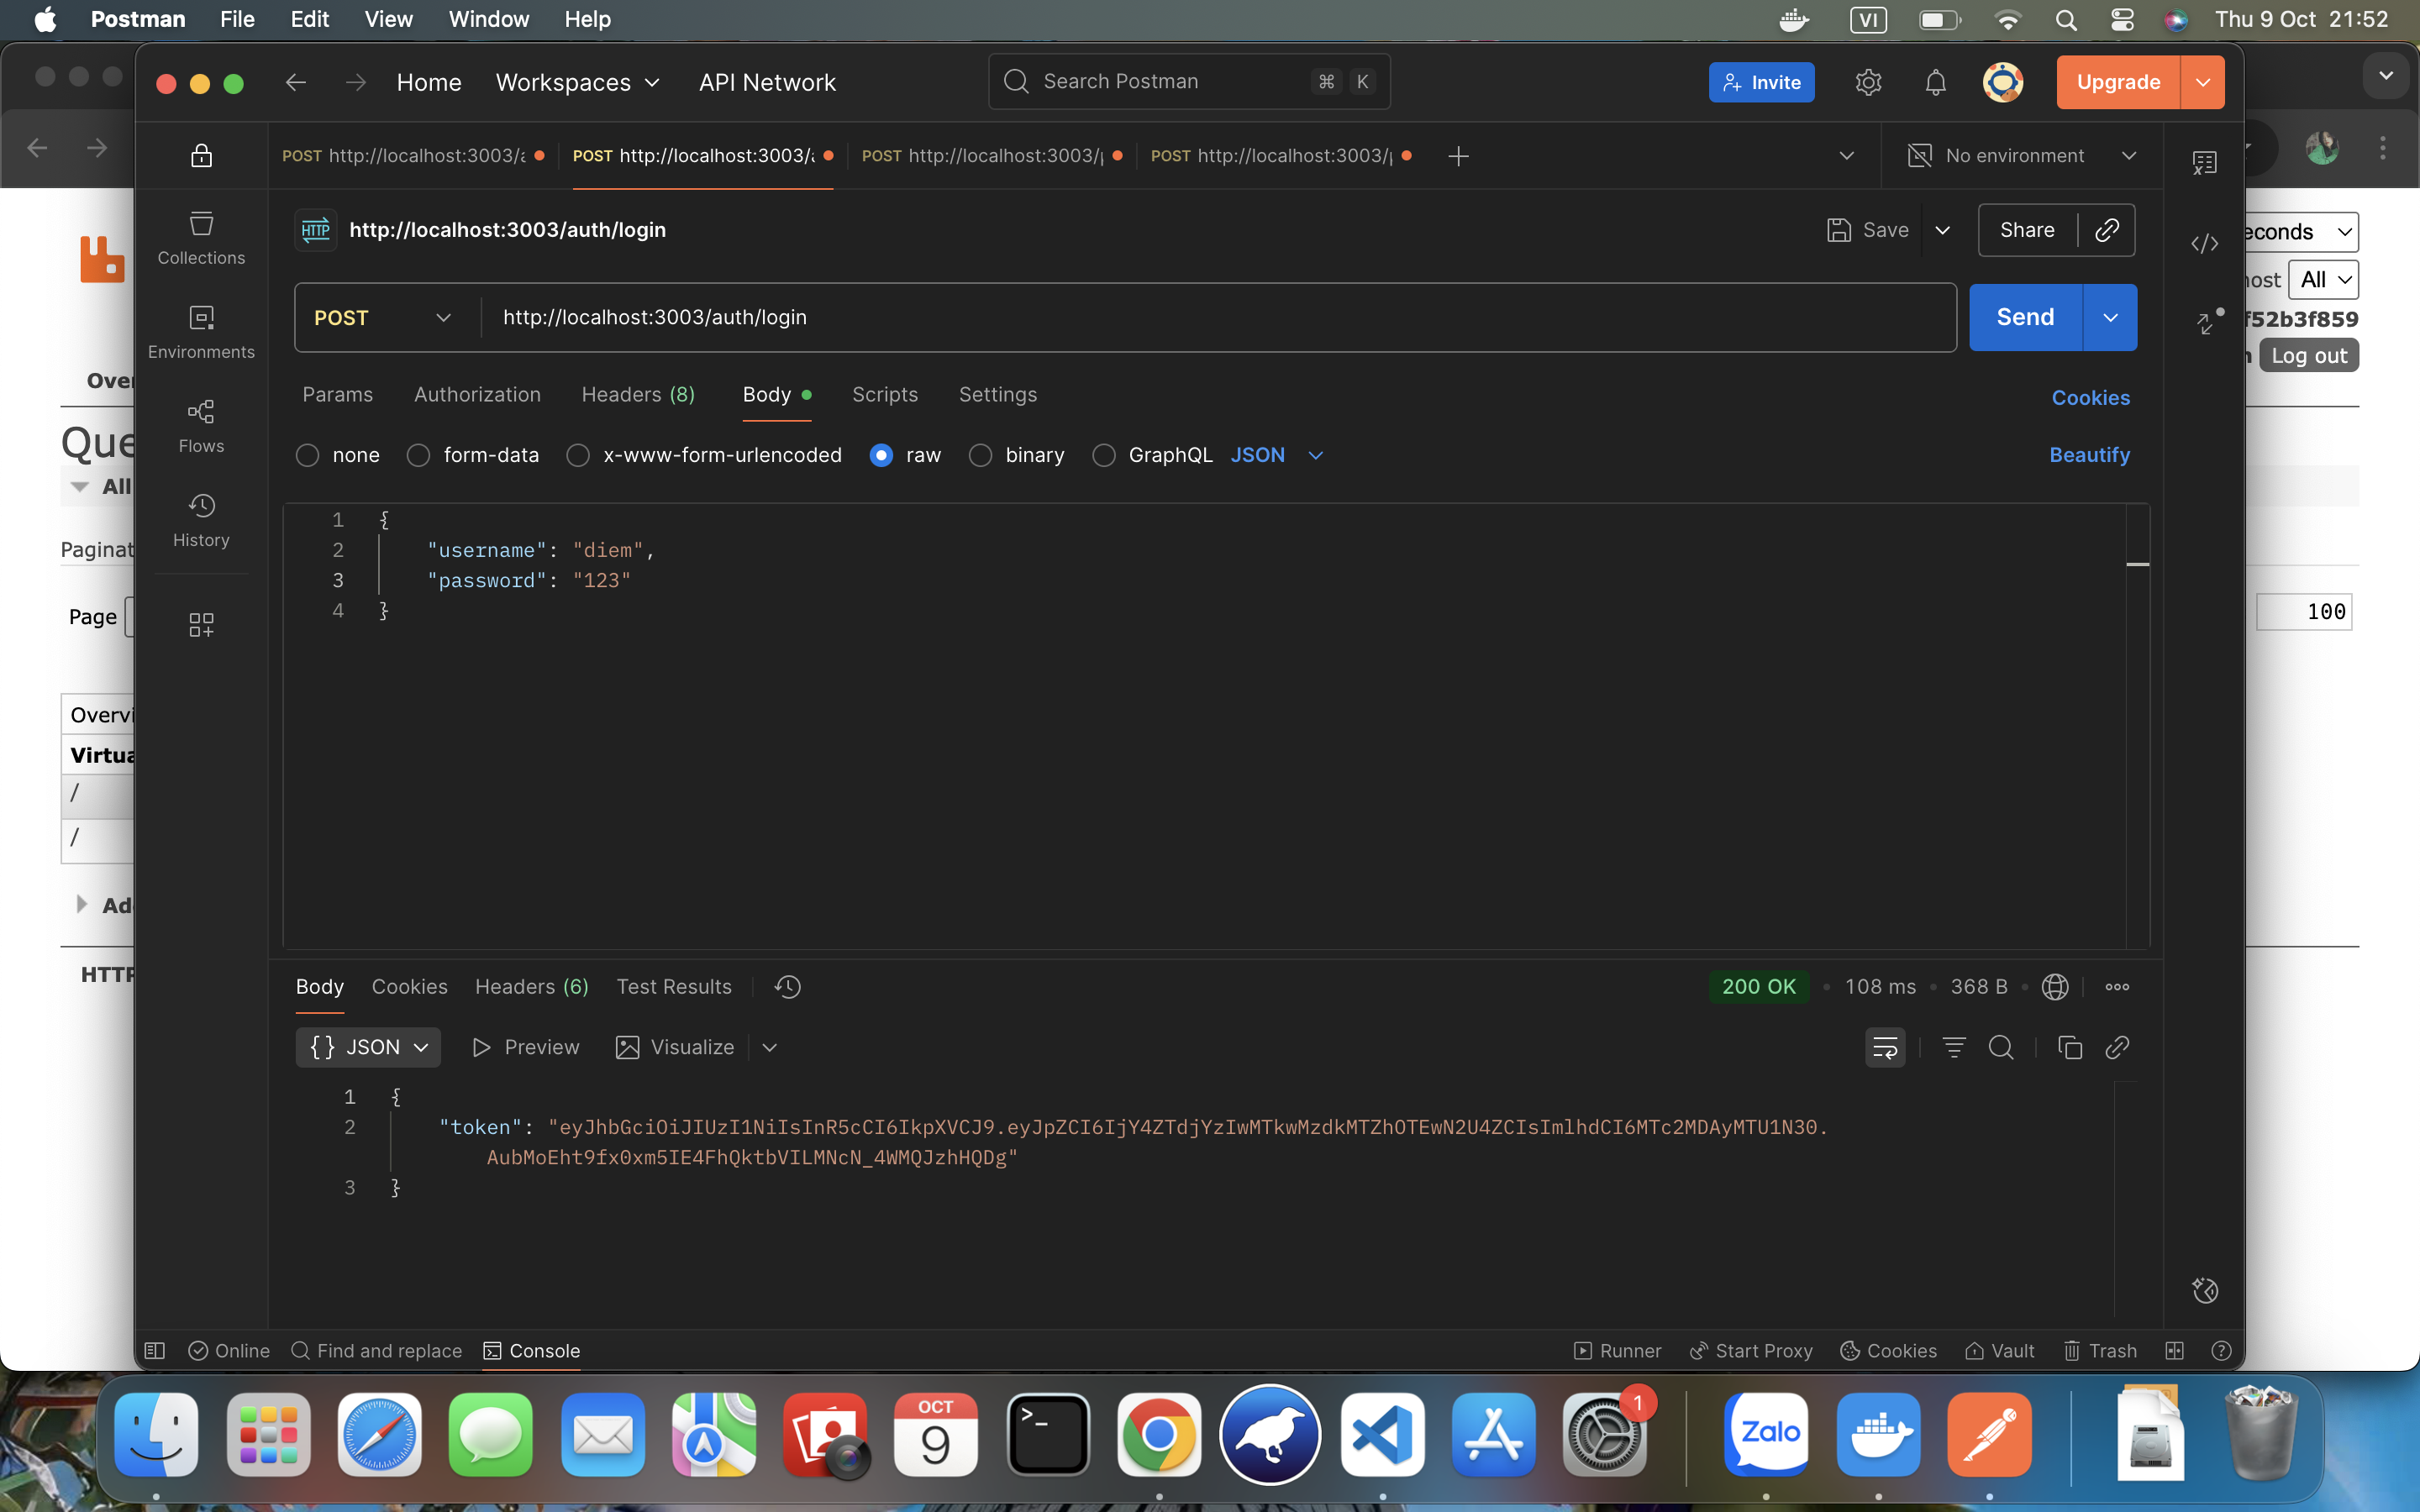 Postman File Edit View Window Help VI Thu 9 Oct 21:52
Home Workspaces API Network Search Postman ⌘ K Invite Upgrade
POST http://localhost:3003/a POST http://localhost:3003/a POST http://localhost:3003/p POST http://localhost:3003/p No environment
HTTP http://localhost:3003/auth/login Save Share
Collections
Environments
Flows
History
POST http://localhost:3003/auth/login Send
Params Authorization Headers (8) Body Scripts Settings Cookies
none form-data x-www-form-urlencoded raw binary GraphQL JSON Beautify
1 {
2 "username": "diem",
3 "password": "123"
4 }
Body Cookies Headers (6) Test Results 200 OK • 108 ms • 368 B •
{} JSON Preview Visualize
1 {
2 "token": "eyJhbGciOiJIUzI1NiIsInR5cCI6IkpXVCJ9.eyJpZCI6IjY4ZTdjYzIwMTkwMzdkMTZhOTEwN2U4ZCIsImlhdCI6MTc2MDAyMTU1N30.
AubMoEht9fx0xm5IE4FhQktbVILMNcN_4WMQJzhHQDg"
3 }
Online Find and replace Console Runner Start Proxy Cookies Vault Trash
Over
Que
All
Paginat
Page
Overvi
Virtua
/
/
Ad
HTTP
econds
host All
f52b3f859
Log out
100
OCT
9
1
Zalo